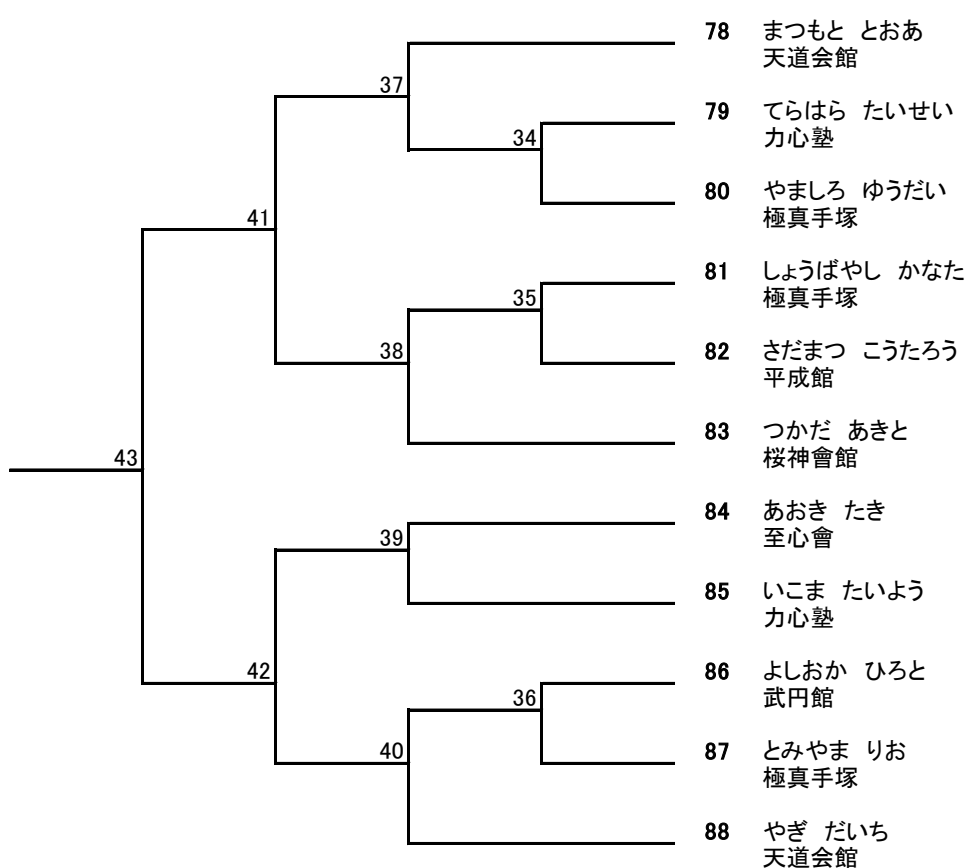 78 まつもと とおあ
天道会館
37
79 てらはら たいせい
力心塾
34
80 やましろ ゆうだい
極真手塚
41
81 しょうばやし かなた
極真手塚
35
82 さだまつ こうたろう
平成館
38
83 つかだ あきと
桜神會館
43
84 あおき たき
至心會
39
85 いこま たいよう
力心塾
42
86 よしおか ひろと
武円館
36
87 とみやま りお
極真手塚
40
88 やぎ だいち
天道会館